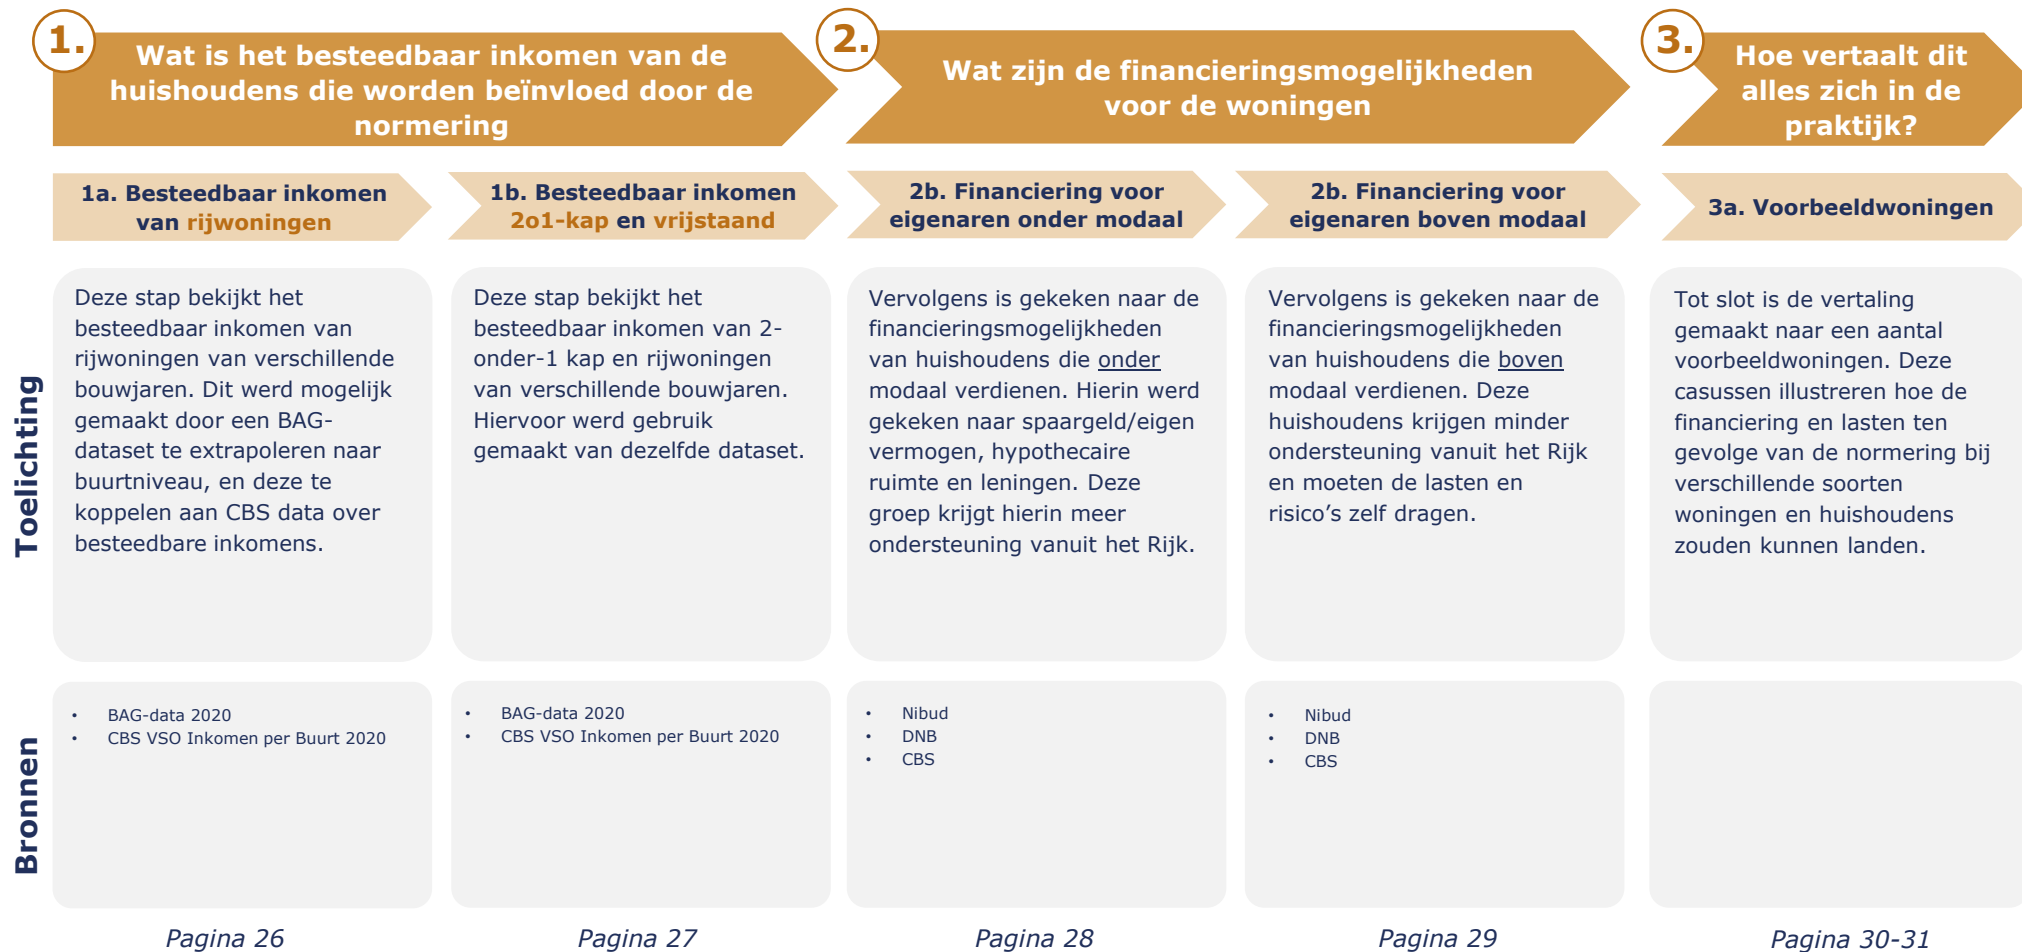 1.
Wat is het besteedbaar inkomen van de
huishoudens die worden beïnvloed door de
normering
2.
Wat zijn de financieringsmogelijkheden
voor de woningen
3.
Hoe vertaalt dit
alles zich in de
praktijk?
1a. Besteedbaar inkomen
van rijwoningen
1b. Besteedbaar inkomen
2o1-kap en vrijstaand
2b. Financiering voor
eigenaren onder modaal
2b. Financiering voor
eigenaren boven modaal
3a. Voorbeeldwoningen
Toelichting
Deze stap bekijkt het
besteedbaar inkomen van
rijwoningen van verschillende
bouwjaren. Dit werd mogelijk
gemaakt door een BAG-
dataset te extrapoleren naar
buurtniveau, en deze te
koppelen aan CBS data over
besteedbare inkomens.
Deze stap bekijkt het
besteedbaar inkomen van 2-
onder-1 kap en rijwoningen
van verschillende bouwjaren.
Hiervoor werd gebruik
gemaakt van dezelfde dataset.
Vervolgens is gekeken naar de
financieringsmogelijkheden
van huishoudens die onder
modaal verdienen. Hierin werd
gekeken naar spaargeld/eigen
vermogen, hypothecaire
ruimte en leningen. Deze
groep krijgt hierin meer
ondersteuning vanuit het Rijk.
Vervolgens is gekeken naar de
financieringsmogelijkheden
van huishoudens die boven
modaal verdienen. Deze
huishoudens krijgen minder
ondersteuning vanuit het Rijk
en moeten de lasten en
risico's zelf dragen.
Tot slot is de vertaling
gemaakt naar een aantal
voorbeeldwoningen. Deze
casussen illustreren hoe de
financiering en lasten ten
gevolge van de normering bij
verschillende soorten
woningen en huishoudens
zouden kunnen landen.
Bronnen
• BAG-data 2020
• CBS VSO Inkomen per Buurt 2020
• BAG-data 2020
• CBS VSO Inkomen per Buurt 2020
• Nibud
• DNB
• CBS
• Nibud
• DNB
• CBS
Pagina 26
Pagina 27
Pagina 28
Pagina 29
Pagina 30-31